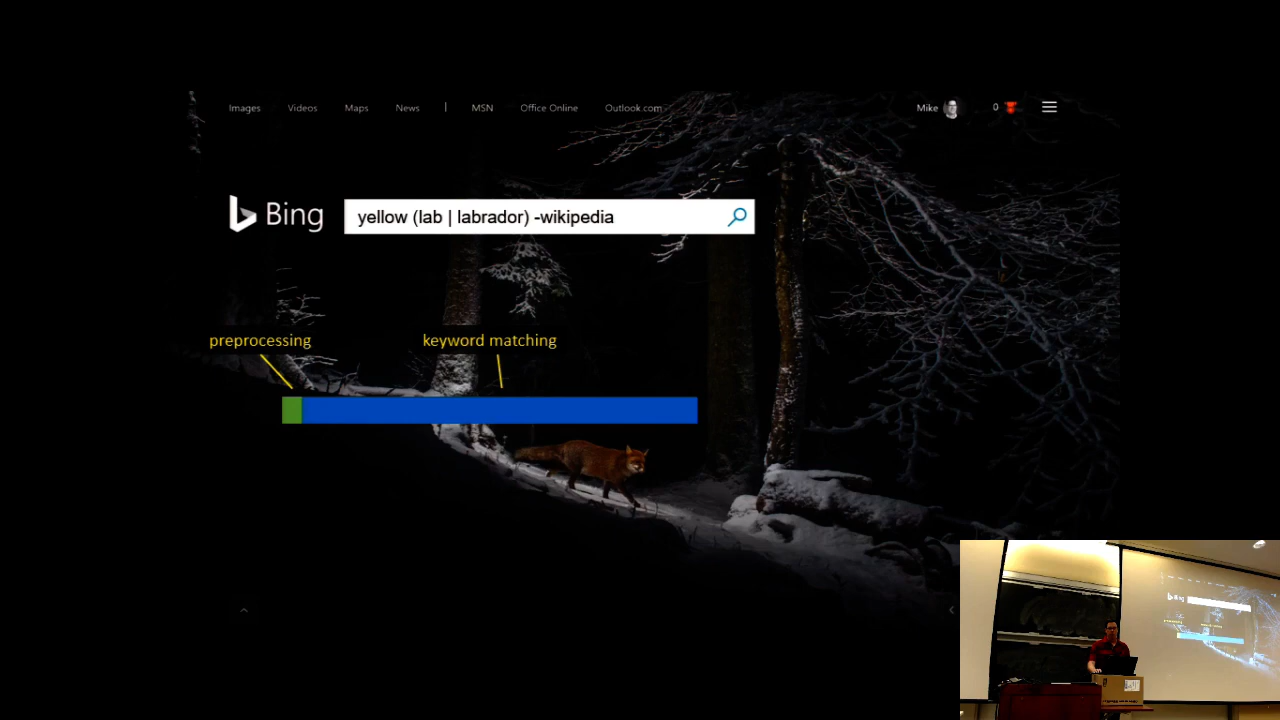 Images Videos Maps News | MSN Office Online Outlook.com Mike 0
Bing yellow (lab | labrador) -wikipedia
preprocessing keyword matching